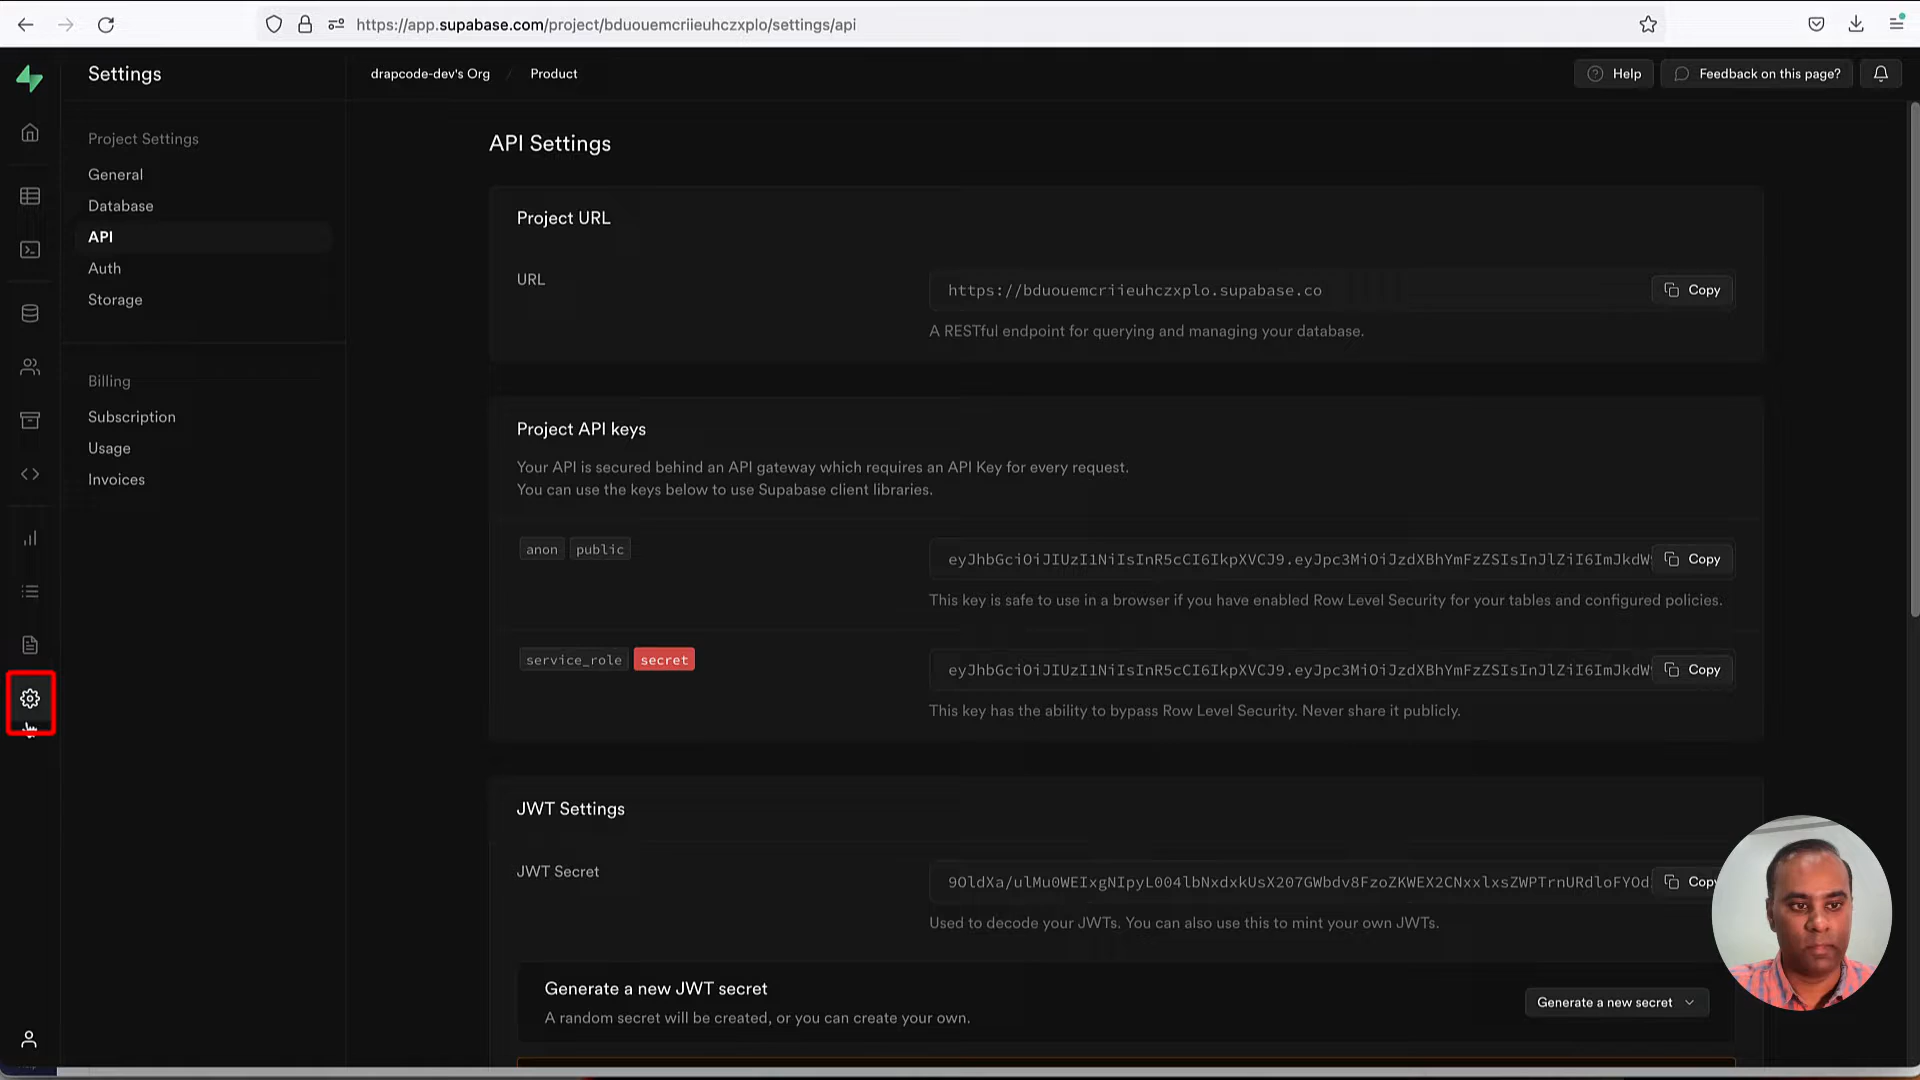 https://app.supabase.com/project/bduouemcriieuhczxplo/settings/api
Settings
drapcode-dev's Org / Product
Help
Feedback on this page?
Project Settings
General
Database
API
Auth
Storage
Billing
Subscription
Usage
Invoices
API Settings
Project URL
URL
https://bduouemcriieuhczxplo.supabase.co
Copy
A RESTful endpoint for querying and managing your database.
Project API keys
Your API is secured behind an API gateway which requires an API Key for every request.
You can use the keys below to use Supabase client libraries.
anon public
eyJhbGciOiJIUzI1NiIsInR5cCI6IkpXVCJ9.eyJpc3MiOiJzdXBhYmFzZSIsInJlZiI6ImJkdW
Copy
This key is safe to use in a browser if you have enabled Row Level Security for your tables and configured policies.
service_role secret
eyJhbGciOiJIUzI1NiIsInR5cCI6IkpXVCJ9.eyJpc3MiOiJzdXBhYmFzZSIsInJlZiI6ImJkdW
Copy
This key has the ability to bypass Row Level Security. Never share it publicly.
JWT Settings
JWT Secret
9OldXa/ulMu0WEIxgNIpyL004lbNxdxkUsX207GWbdv8FzoZKWEX2CNxxlxsZWPTrnURdloFYOd
Copy
Used to decode your JWTs. You can also use this to mint your own JWTs.
Generate a new JWT secret
A random secret will be created, or you can create your own.
Generate a new secret